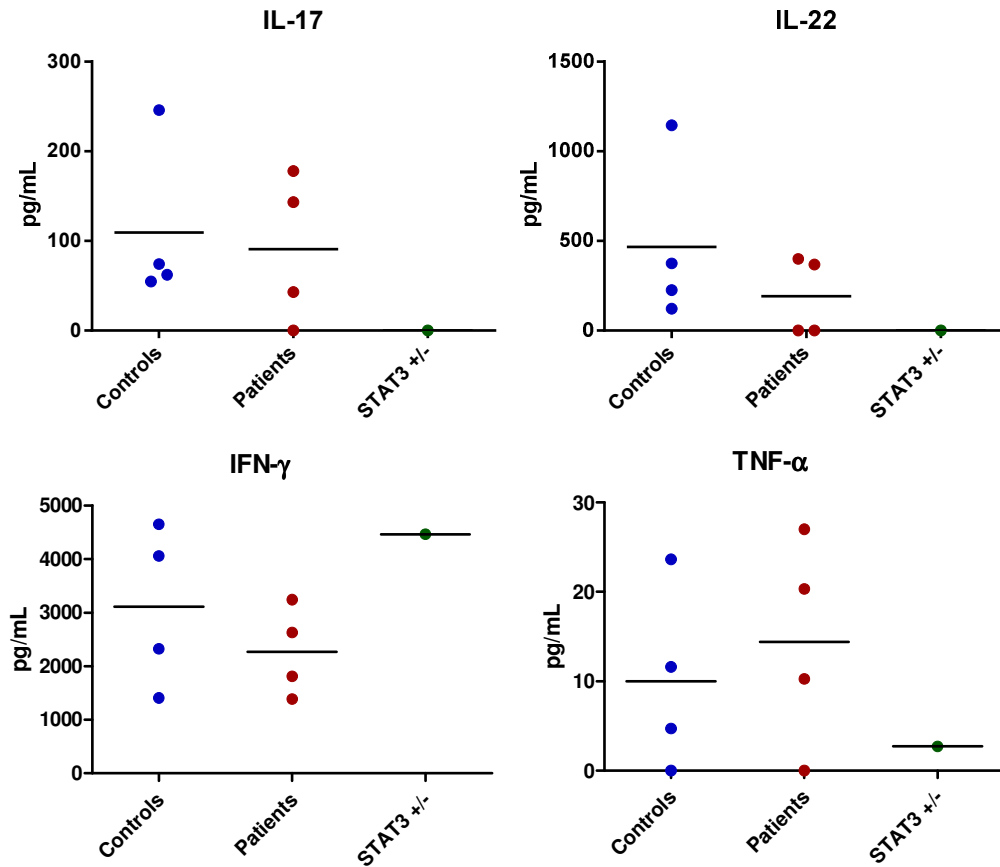 IL-17
300
200
100
0
pg/mL
Controls
Patients
STAT3 +/-
IL-22
1500
1000
500
0
pg/mL
Controls
Patients
STAT3 +/-
IFN-γ
5000
4000
3000
2000
1000
0
pg/mL
Controls
Patients
STAT3 +/-
TNF-α
30
20
10
0
pg/mL
Controls
Patients
STAT3 +/-